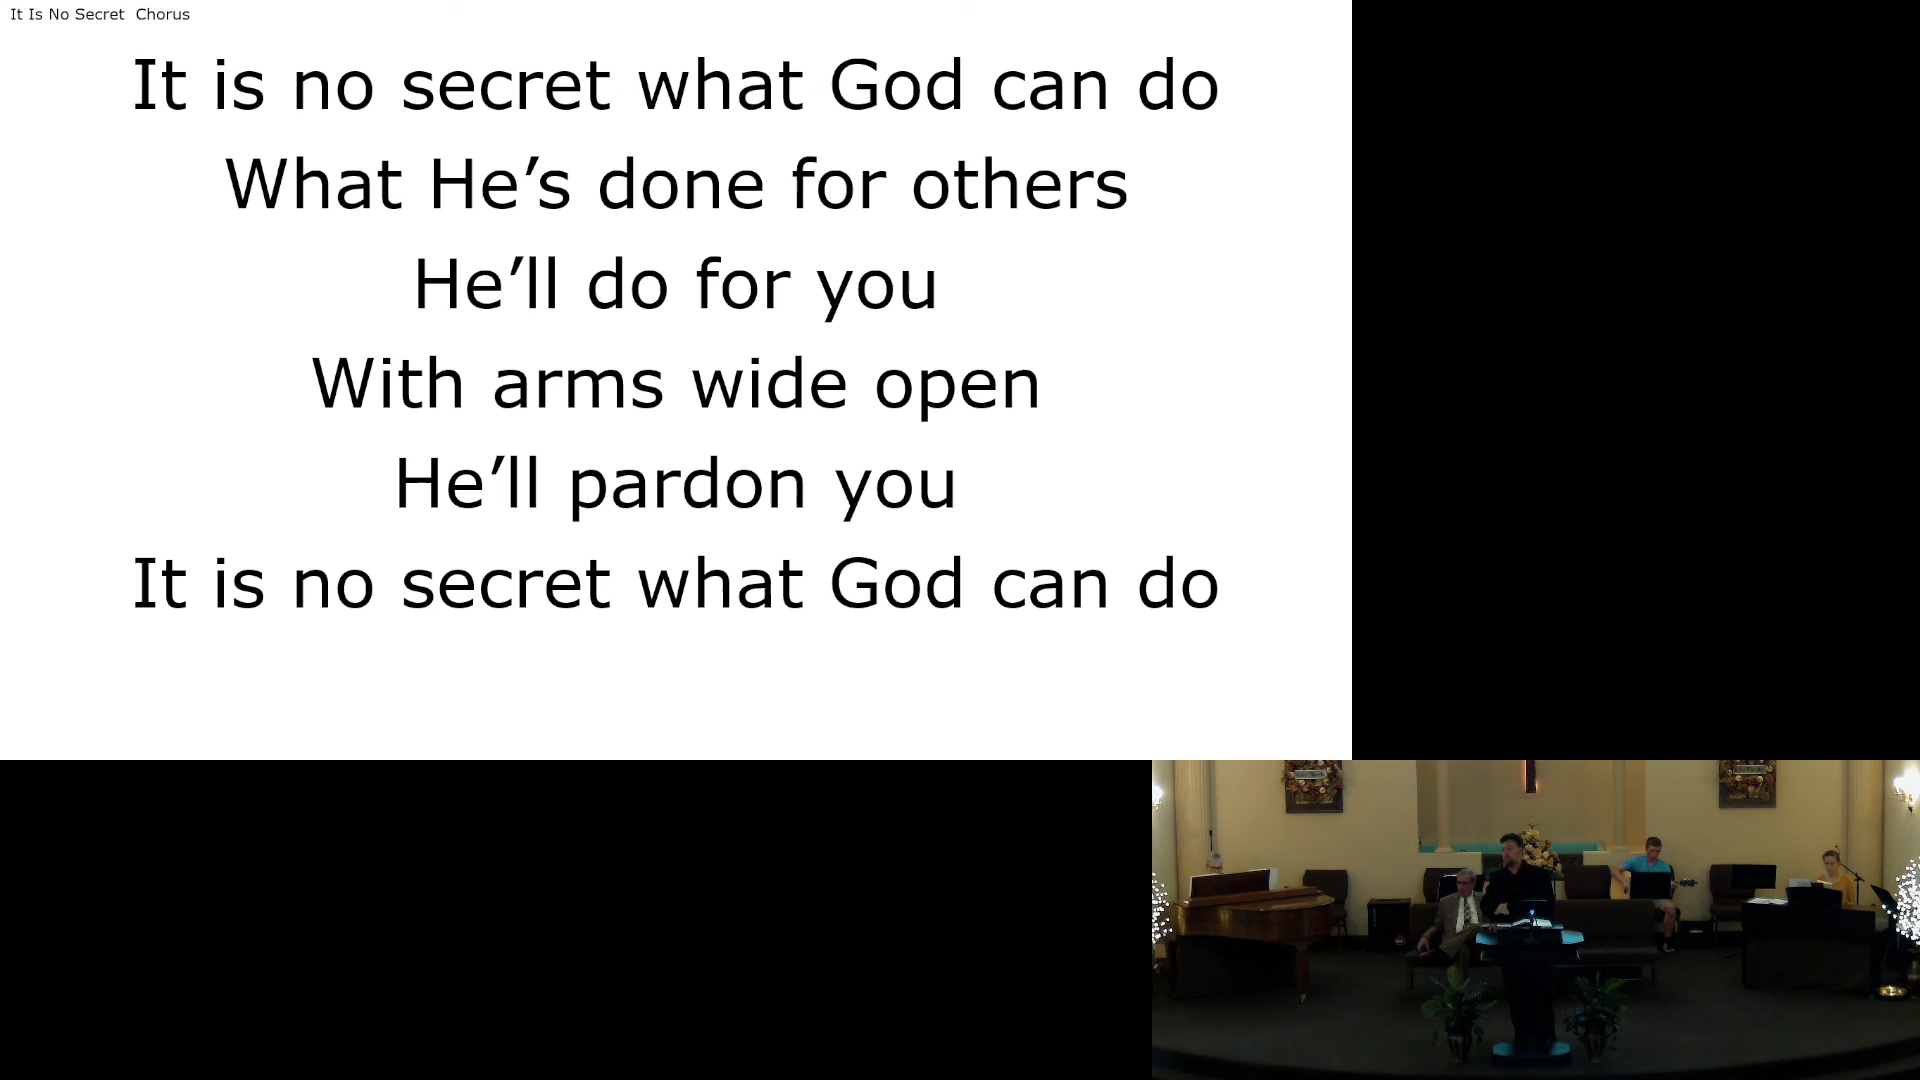 It Is No Secret  Chorus
It is no secret what God can do
What He’s done for others
He’ll do for you
With arms wide open
He’ll pardon you
It is no secret what God can do